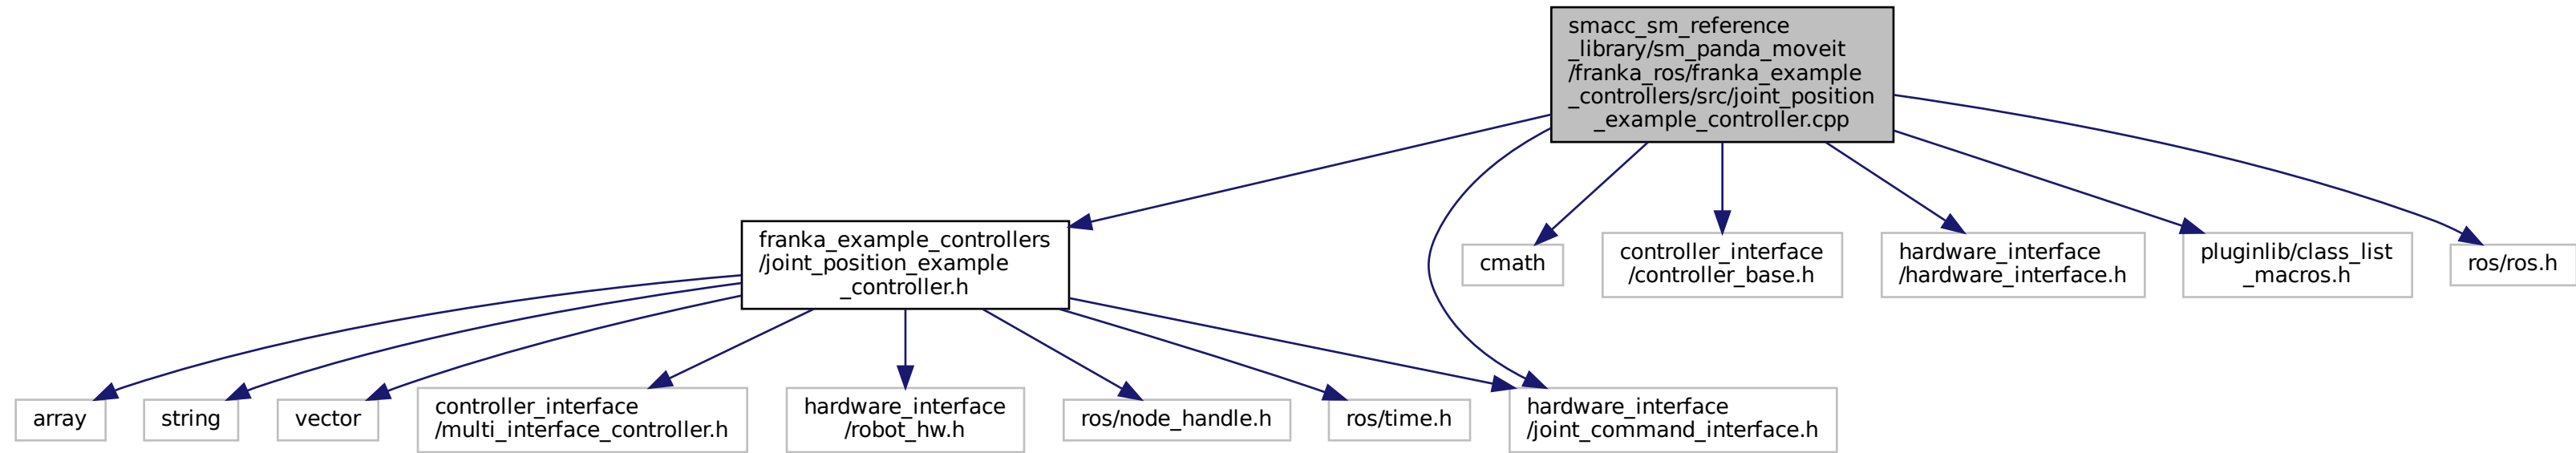 smacc_sm_reference
_library/sm_panda_moveit
/franka_ros/franka_example
_controllers/src/joint_position
_example_controller.cpp
franka_example_controllers
/joint_position_example
_controller.h
cmath
controller_interface
/controller_base.h
hardware_interface
/hardware_interface.h
pluginlib/class_list
_macros.h
ros/ros.h
array
string
vector
controller_interface
/multi_interface_controller.h
hardware_interface
/robot_hw.h
ros/node_handle.h
ros/time.h
hardware_interface
/joint_command_interface.h